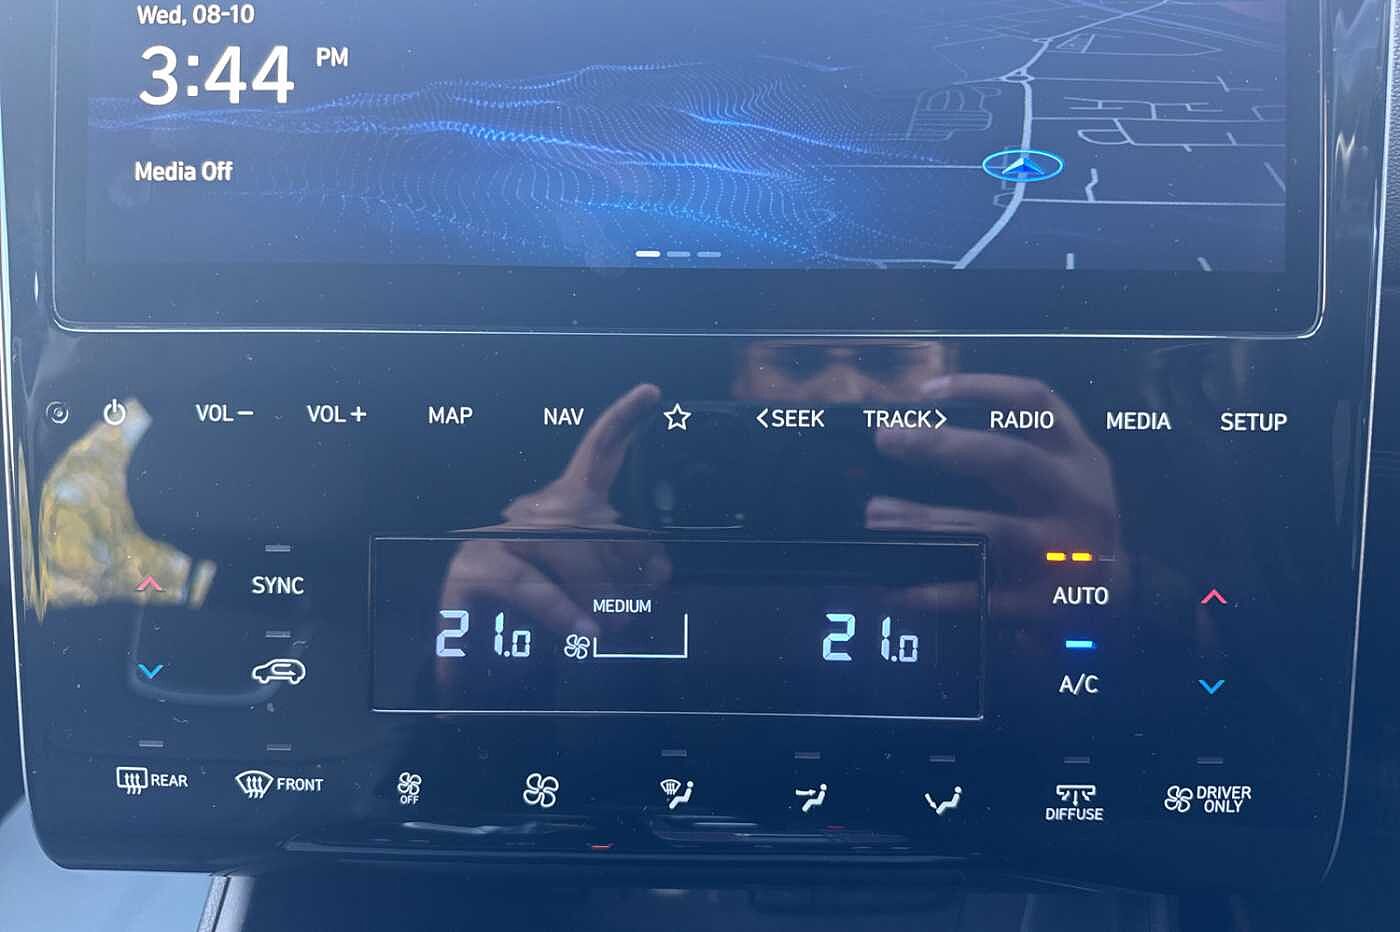 Wed, 08-10
3:44 PM
Media Off
VOL− VOL+ MAP NAV <SEEK TRACK> RADIO MEDIA SETUP
SYNC
AUTO
MEDIUM
21.0 21.0
A/C
REAR FRONT OFF DIFFUSE DRIVER
ONLY